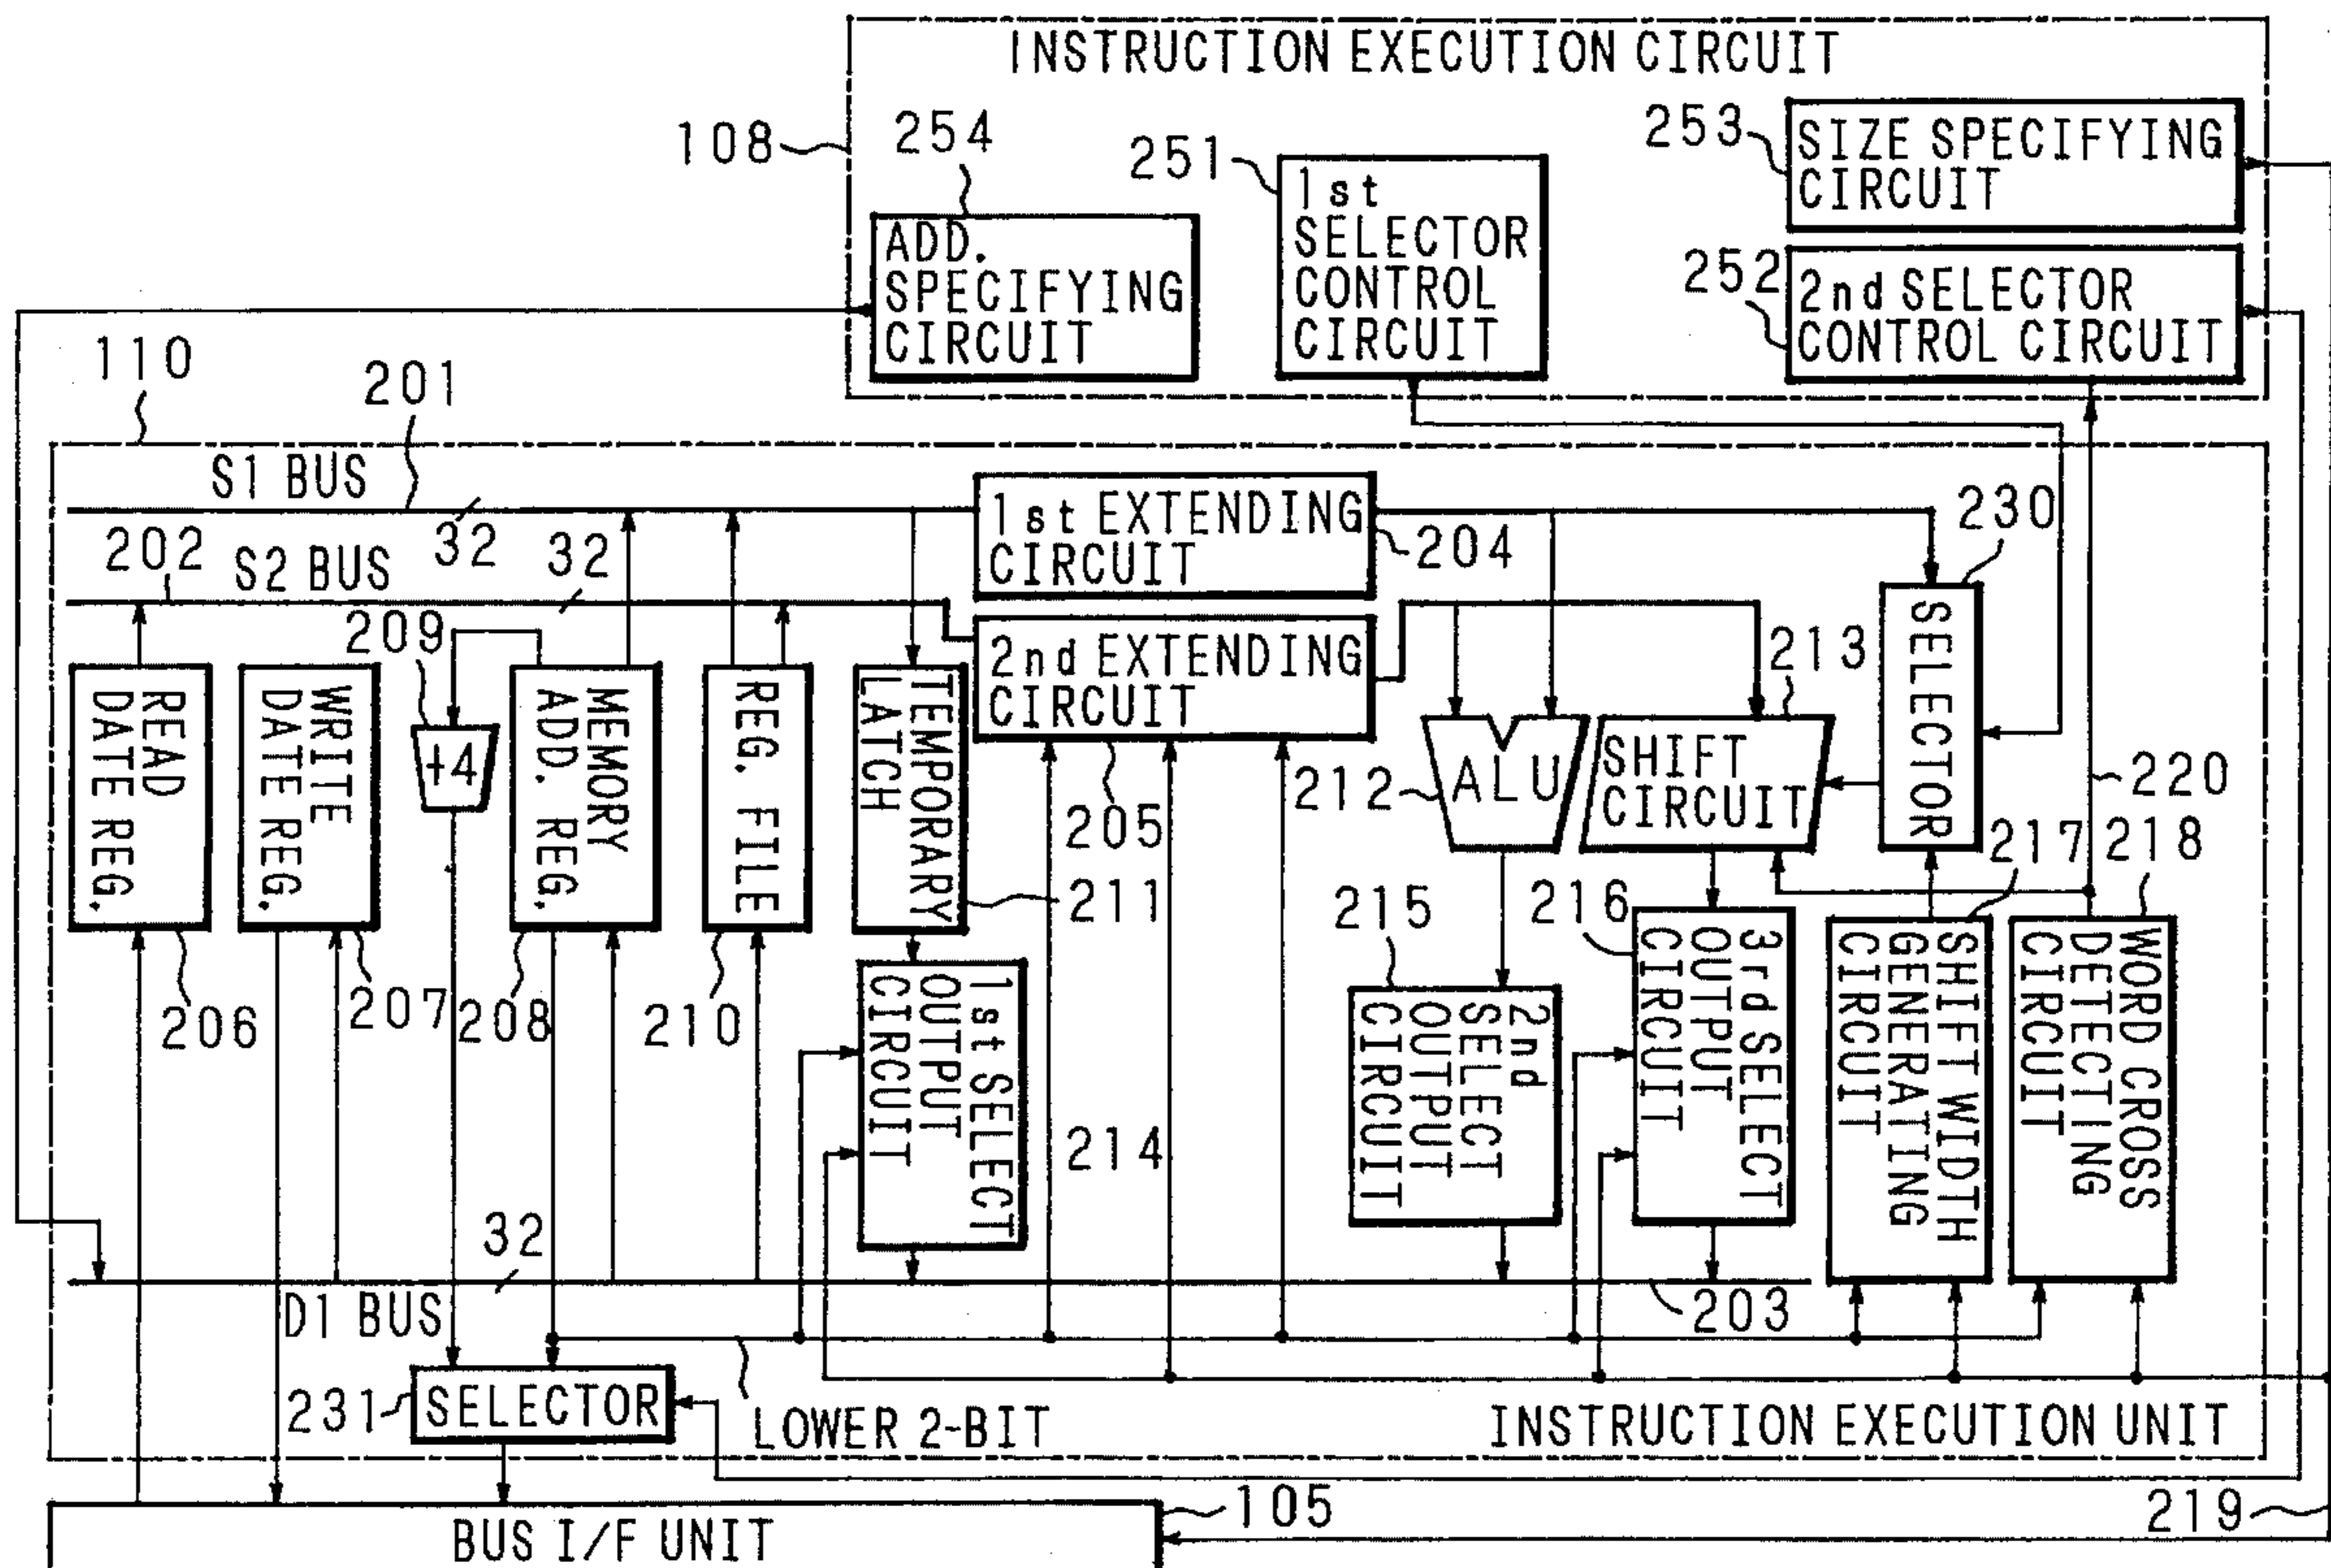 INSTRUCTION EXECUTION CIRCUIT
108
254
ADD.
SPECIFYING
CIRCUIT
251
1st
SELECTOR
CONTROL
CIRCUIT
253
SIZE SPECIFYING
CIRCUIT
252
2nd SELECTOR
CONTROL CIRCUIT
110
201
S1 BUS
32
202
S2 BUS
32
1st EXTENDING
CIRCUIT
204
230
SELECTOR
209
+4
2nd EXTENDING
CIRCUIT
205
213
READ
DATE REG.
WRITE
DATE REG.
MEMORY
ADD. REG.
REG. FILE
TEMPORARY
LATCH
212
ALU
SHIFT
CIRCUIT
220
217
218
211
215
216
206
207
208
210
1st SELECT
OUTPUT
CIRCUIT
214
2nd
SELECT
OUTPUT
CIRCUIT
3rd SELECT
OUTPUT
CIRCUIT
SHIFT WIDTH
GENERATING
CIRCUIT
WORD CROSS
DETECTING
CIRCUIT
32
D1 BUS
203
231
SELECTOR
LOWER 2-BIT
INSTRUCTION EXECUTION UNIT
BUS I/F UNIT
105
219